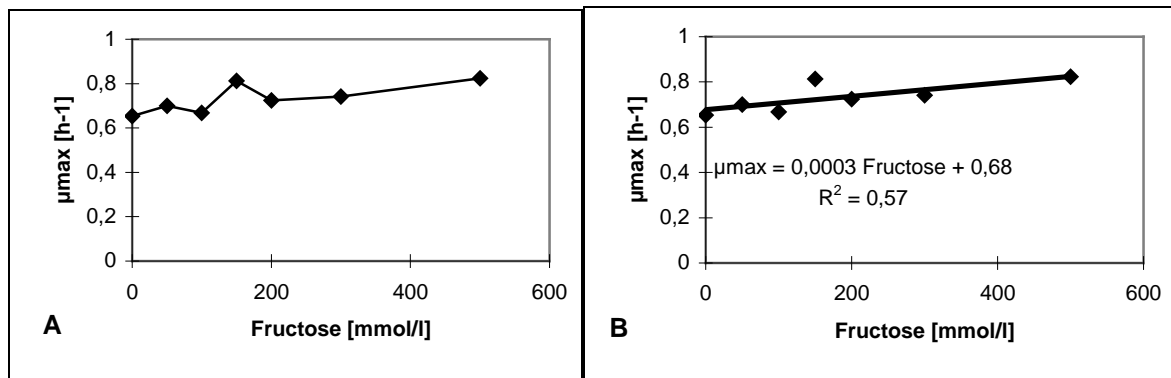 1
0,8
0,6
0,4
0,2
0
µmax [h-1]
0 200 400 600
A
Fructose [mmol/l]
1
0,8
0,6
0,4
0,2
0
µmax [h-1]
µmax = 0,0003 Fructose + 0,68
R² = 0,57
0 200 400 600
B
Fructose [mmol/l]